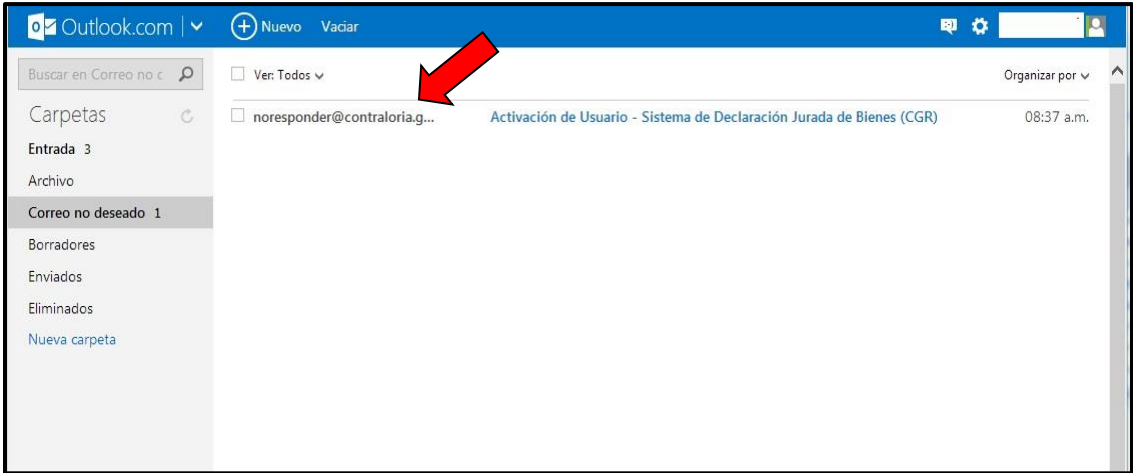 Outlook.com
Nuevo Vaciar
Buscar en Correo no c
Ver: Todos
Organizar por
Carpetas
noresponder@contraloria.g... Activación de Usuario - Sistema de Declaración Jurada de Bienes (CGR) 08:37 a.m.
Entrada 3
Archivo
Correo no deseado 1
Borradores
Enviados
Eliminados
Nueva carpeta